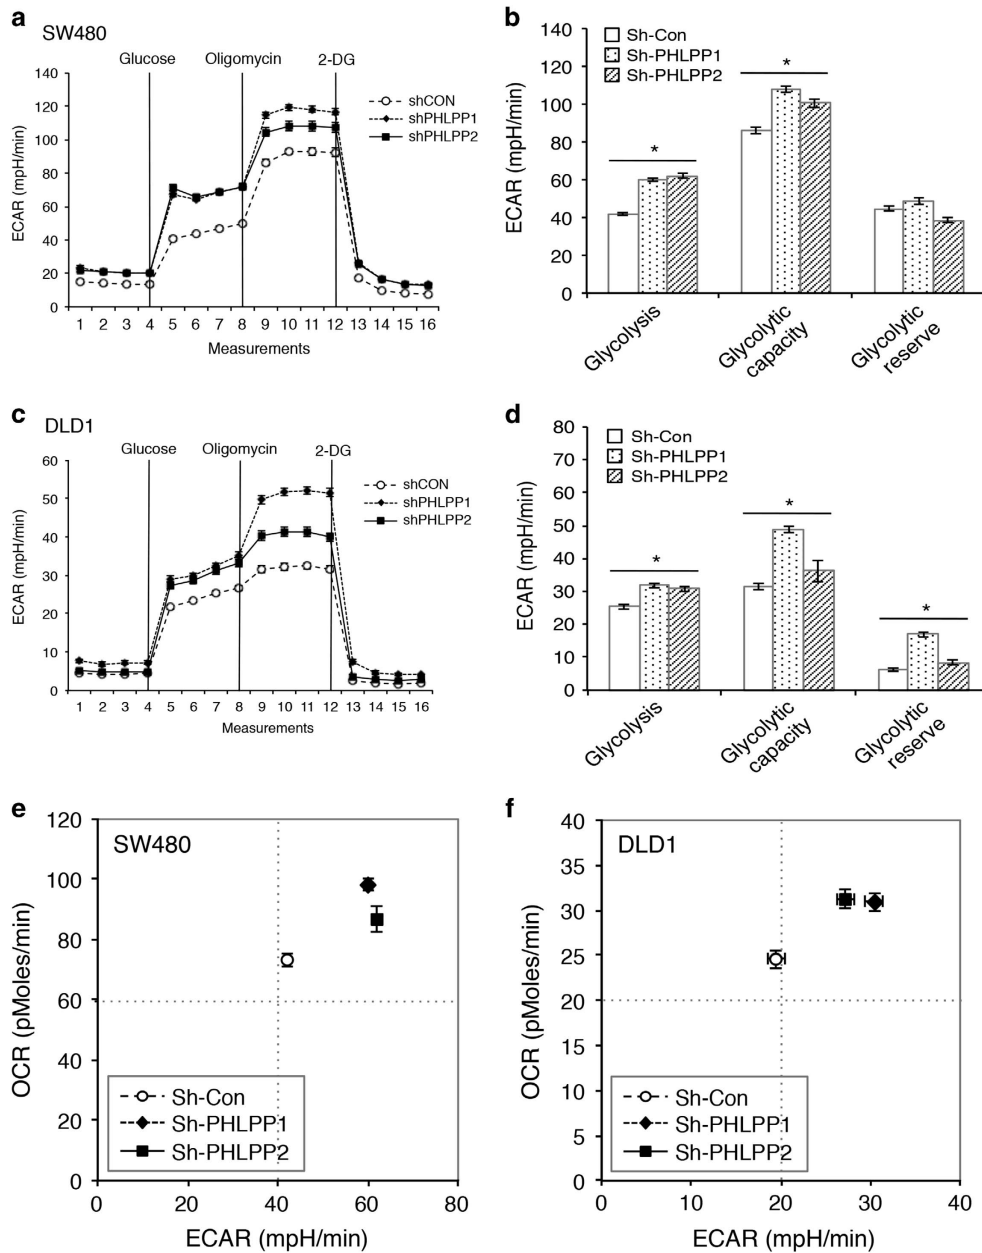 a
SW480
Glucose
Oligomycin
2-DG
ECAR (mpH/min)
140
120
100
80
60
40
20
0
1 2 3 4 5 6 7 8 9 10 11 12 13 14 15 16
Measurements
shCON
shPHLPP1
shPHLPP2
b
ECAR (mpH/min)
140
120
100
80
60
40
20
0
Sh-Con
Sh-PHLPP1
Sh-PHLPP2
*
*
Glycolysis
Glycolytic
capacity
Glycolytic
reserve
c
DLD1
Glucose
Oligomycin
2-DG
ECAR (mpH/min)
60
50
40
30
20
10
0
1 2 3 4 5 6 7 8 9 10 11 12 13 14 15 16
Measurements
shCON
shPHLPP1
shPHLPP2
d
ECAR (mpH/min)
80
70
60
50
40
30
20
10
0
Sh-Con
Sh-PHLPP1
Sh-PHLPP2
*
*
*
Glycolysis
Glycolytic
capacity
Glycolytic
reserve
e
SW480
OCR (pMoles/min)
120
100
80
60
40
20
0
Sh-Con
Sh-PHLPP1
Sh-PHLPP2
0 20 40 60 80
ECAR (mpH/min)
f
DLD1
OCR (pMoles/min)
40
35
30
25
20
15
10
5
0
Sh-Con
Sh-PHLPP1
Sh-PHLPP2
0 10 20 30 40
ECAR (mpH/min)